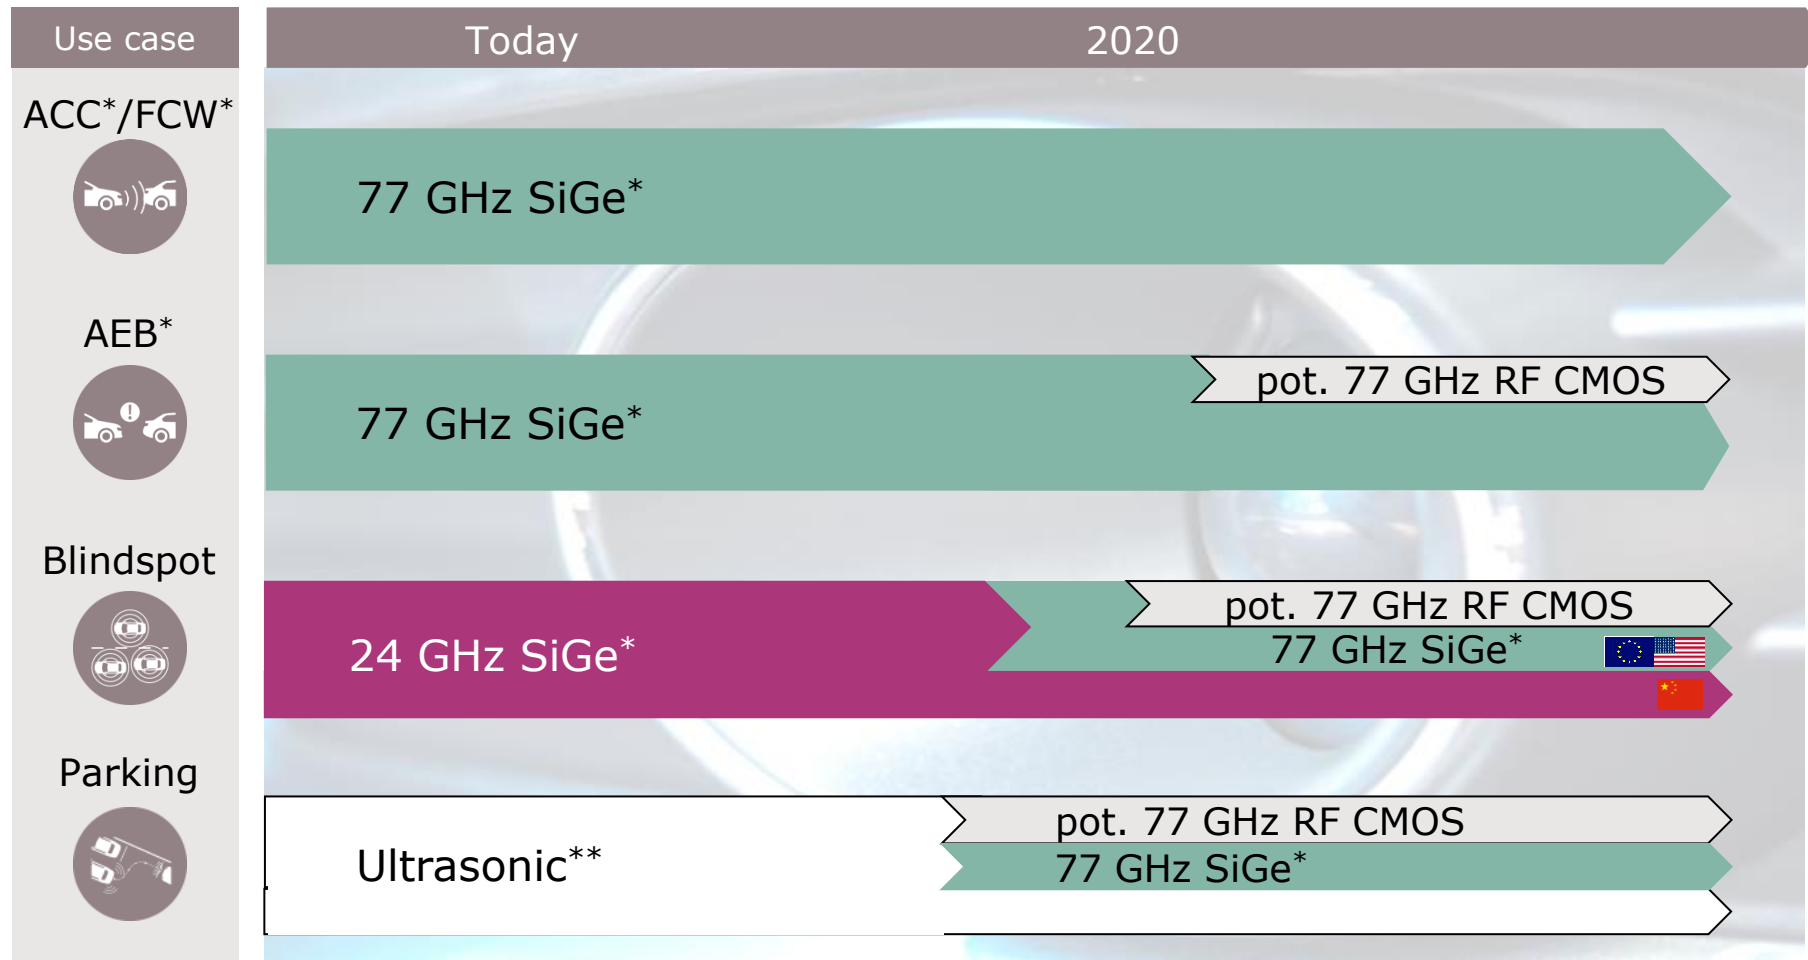 Use case
Today
2020
ACC*/FCW*
77 GHz SiGe*
AEB*
pot. 77 GHz RF CMOS
77 GHz SiGe*
Blindspot
pot. 77 GHz RF CMOS
24 GHz SiGe*
77 GHz SiGe*
Parking
pot. 77 GHz RF CMOS
Ultrasonic**
77 GHz SiGe*